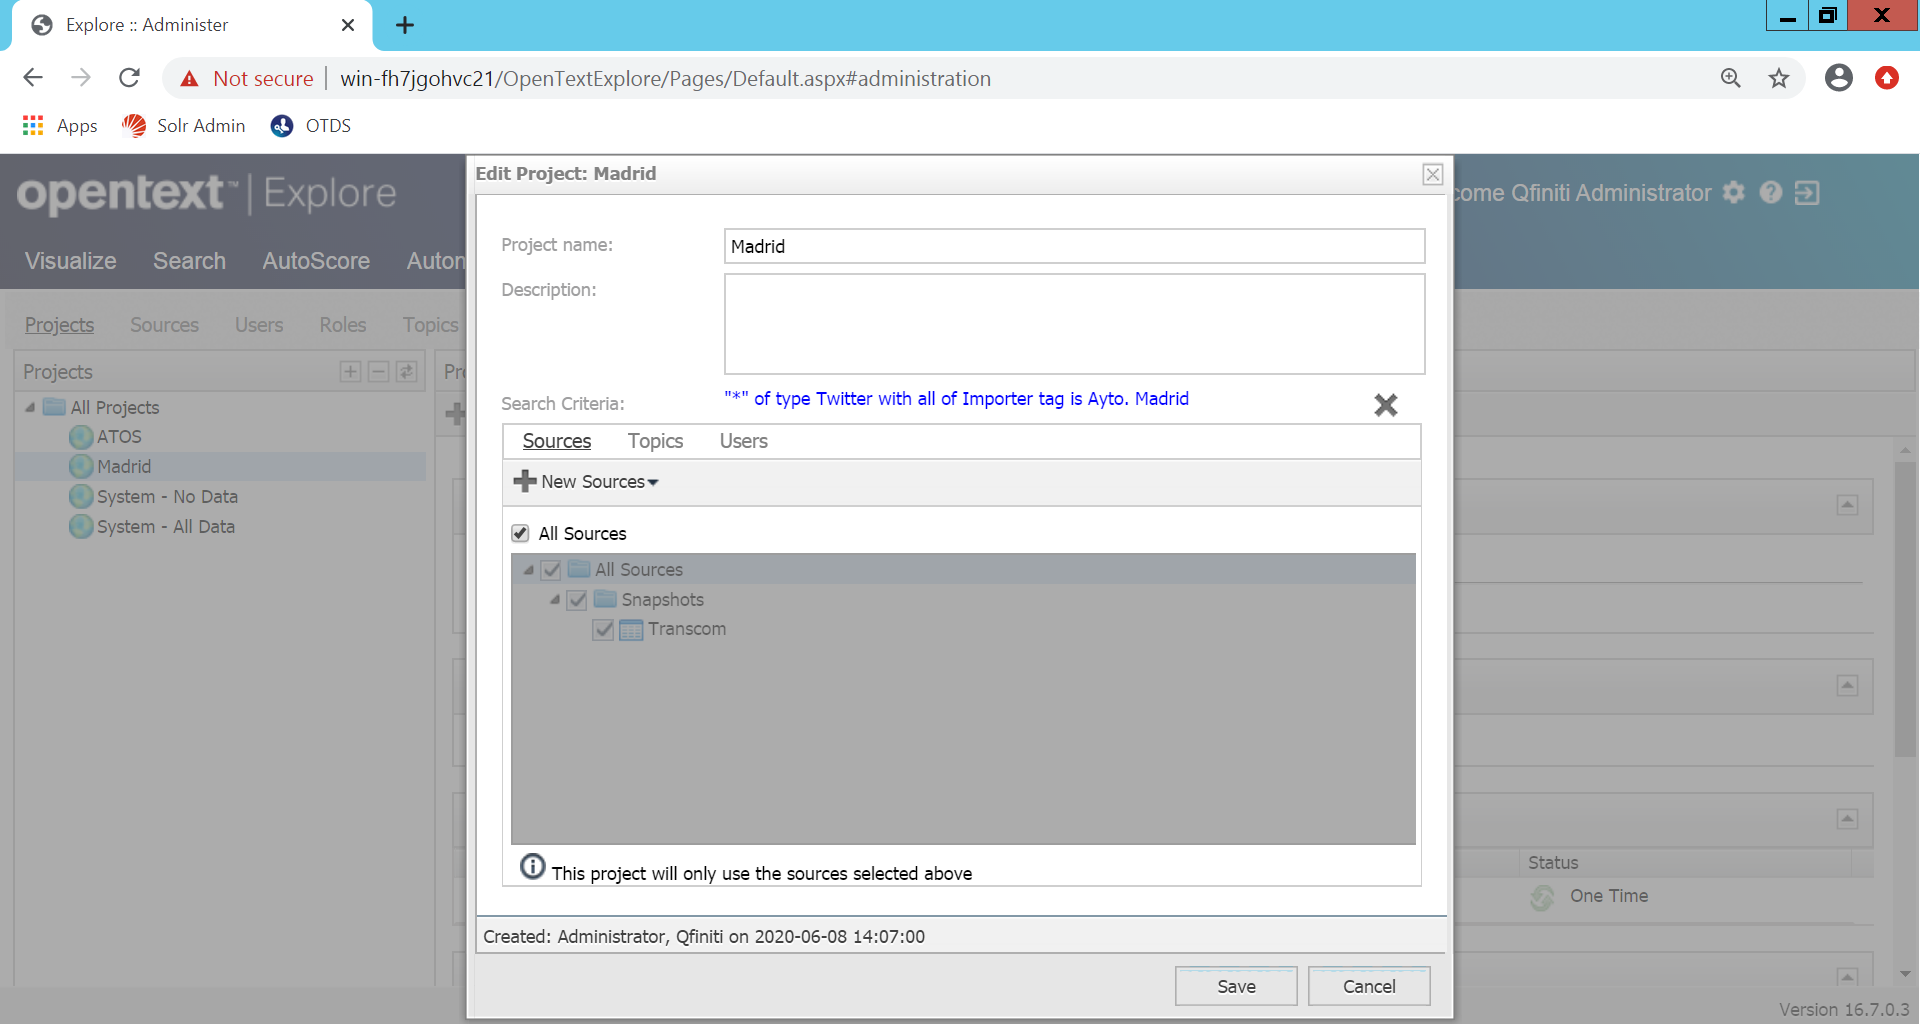 Explore :: Administer
Not secure | win-fh7jgohvc21/OpenTextExplore/Pages/Default.aspx#administration
Apps Solr Admin OTDS
opentext™ | Explore
come Qfiniti Administrator
Visualize Search AutoScore Autom
Projects Sources Users Roles Topics
Projects
All Projects
ATOS
Madrid
System - No Data
System - All Data
Pro
Edit Project: Madrid
Project name: Madrid
Description:
Search Criteria: "*" of type Twitter with all of Importer tag is Ayto. Madrid
Sources Topics Users
New Sources
All Sources
All Sources
Snapshots
Transcom
This project will only use the sources selected above
Created: Administrator, Qfiniti on 2020-06-08 14:07:00
Save Cancel
Status
One Time
Version 16.7.0.3